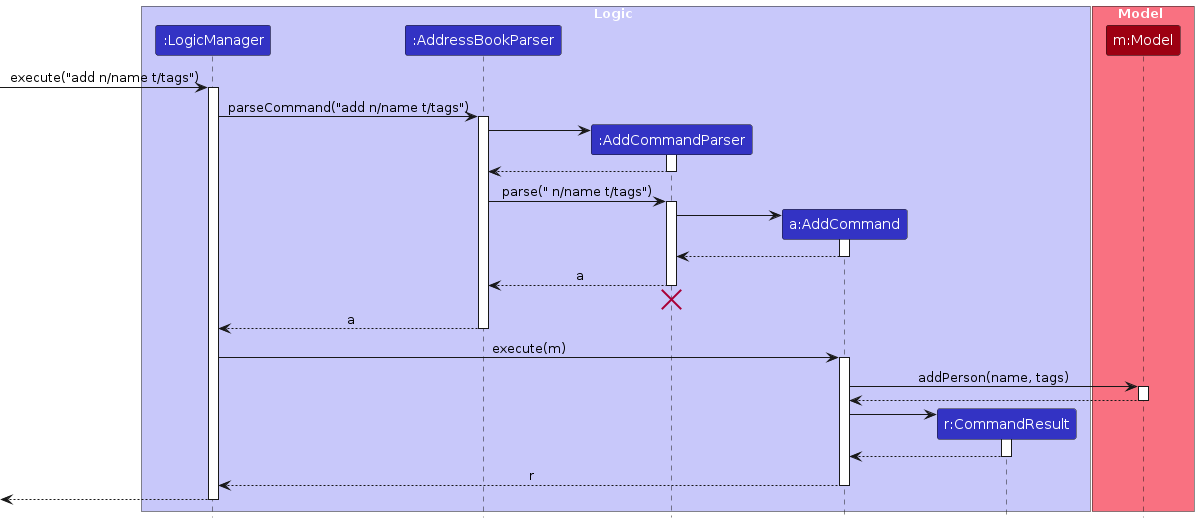 Logic
Model
:LogicManager
:AddressBookParser
m:Model
execute("add n/name t/tags")
parseCommand("add n/name t/tags")
:AddCommandParser
parse(" n/name t/tags")
a:AddCommand
a
a
execute(m)
addPerson(name, tags)
r:CommandResult
r